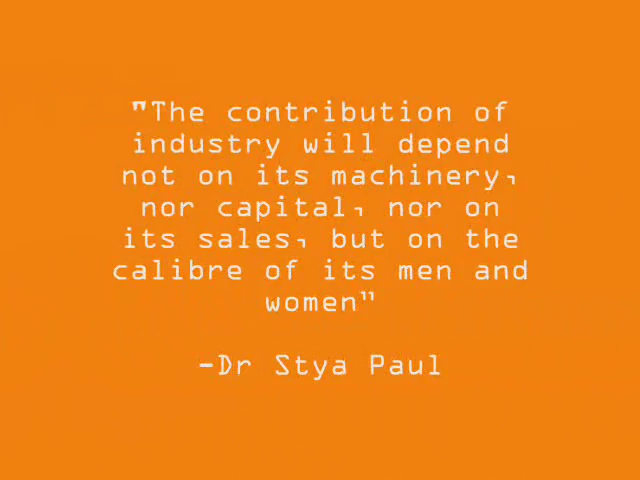 "The contribution of
industry will depend
not on its machinery,
nor capital, nor on
its sales, but on the
calibre of its men and
women"
-Dr Stya Paul